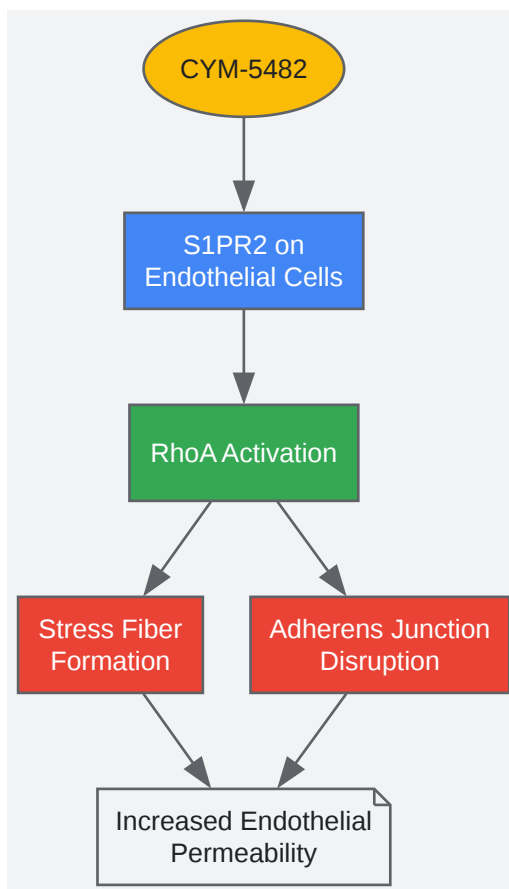 CYM-5482
S1PR2 on
Endothelial Cells
RhoA Activation
Stress Fiber
Formation
Adherens Junction
Disruption
Increased Endothelial
Permeability